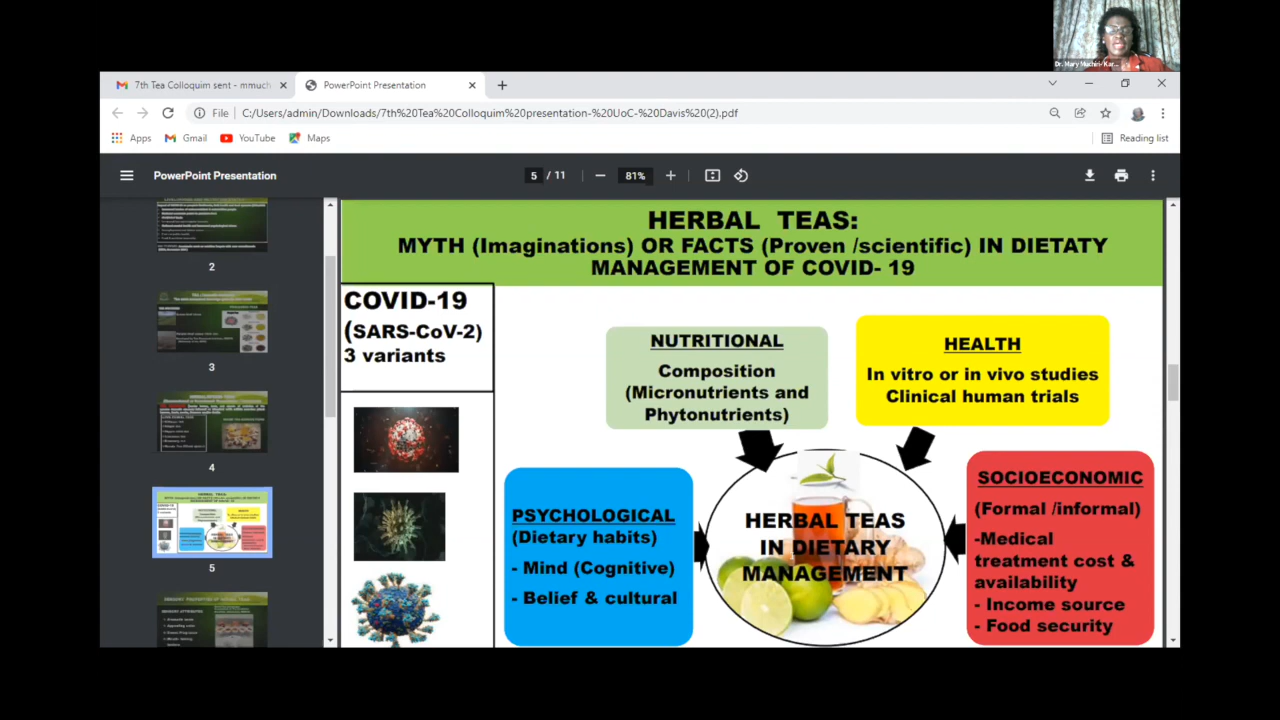 Dr. Mary Muchiri- Kar...
7th Tea Colloquim sent - mmuch
PowerPoint Presentation
File
C:/Users/admin/Downloads/7th%20Tea%20Colloquim%20presentation-%20UoC-%20Davis%20(2).pdf
Apps
Gmail
YouTube
Maps
Reading list
PowerPoint Presentation
5 / 11
81%
2
3
4
5
HERBAL TEAS:
MYTH (Imaginations) OR FACTS (Proven /scientific) IN DIETATY
MANAGEMENT OF COVID- 19
COVID-19
(SARS-CoV-2)
3 variants
NUTRITIONAL
Composition
(Micronutrients and
Phytonutrients)
HEALTH
In vitro or in vivo studies
Clinical human trials
PSYCHOLOGICAL
(Dietary habits)
- Mind (Cognitive)
- Belief & cultural
HERBAL TEAS
IN DIETARY
MANAGEMENT
SOCIOECONOMIC
(Formal /informal)
-Medical
treatment cost &
availability
- Income source
- Food security